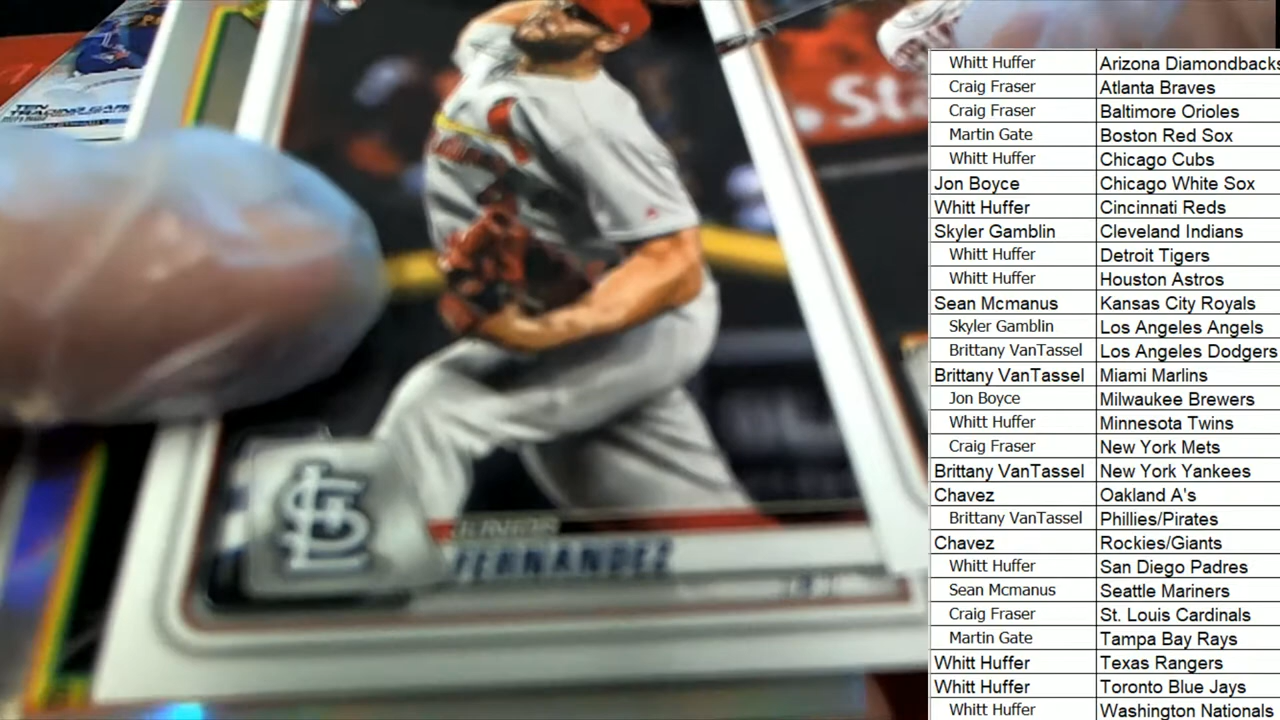 Whitt Huffer Arizona Diamondbacks
Craig Fraser Atlanta Braves
Craig Fraser Baltimore Orioles
Martin Gate Boston Red Sox
Whitt Huffer Chicago Cubs
Jon Boyce Chicago White Sox
Whitt Huffer Cincinnati Reds
Skyler Gamblin Cleveland Indians
Whitt Huffer Detroit Tigers
Whitt Huffer Houston Astros
Sean Mcmanus Kansas City Royals
Skyler Gamblin Los Angeles Angels
Brittany VanTassel Los Angeles Dodgers
Brittany VanTassel Miami Marlins
Jon Boyce Milwaukee Brewers
Whitt Huffer Minnesota Twins
Craig Fraser New York Mets
Brittany VanTassel New York Yankees
Chavez Oakland A's
Brittany VanTassel Phillies/Pirates
Chavez Rockies/Giants
Whitt Huffer San Diego Padres
Sean Mcmanus Seattle Mariners
Craig Fraser St. Louis Cardinals
Martin Gate Tampa Bay Rays
Whitt Huffer Texas Rangers
Whitt Huffer Toronto Blue Jays
Whitt Huffer Washington Nationals
TEN
TRADING CARD
StL
JUNIOR
FERNANDEZ